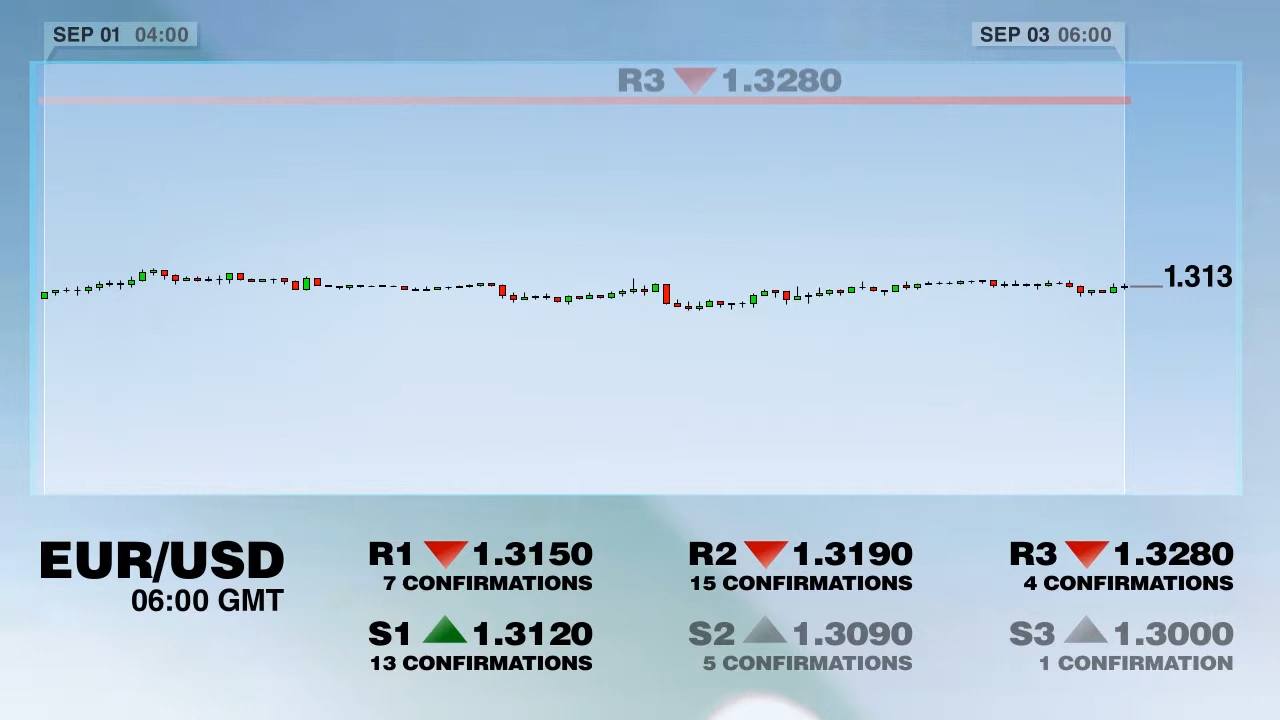 SEP 01 04:00
SEP 03 06:00
R3 1.3280
1.313
EUR/USD
06:00 GMT
R1 1.3150
7 CONFIRMATIONS
R2 1.3190
15 CONFIRMATIONS
R3 1.3280
4 CONFIRMATIONS
S1 1.3120
13 CONFIRMATIONS
S2 1.3090
5 CONFIRMATIONS
S3 1.3000
1 CONFIRMATION